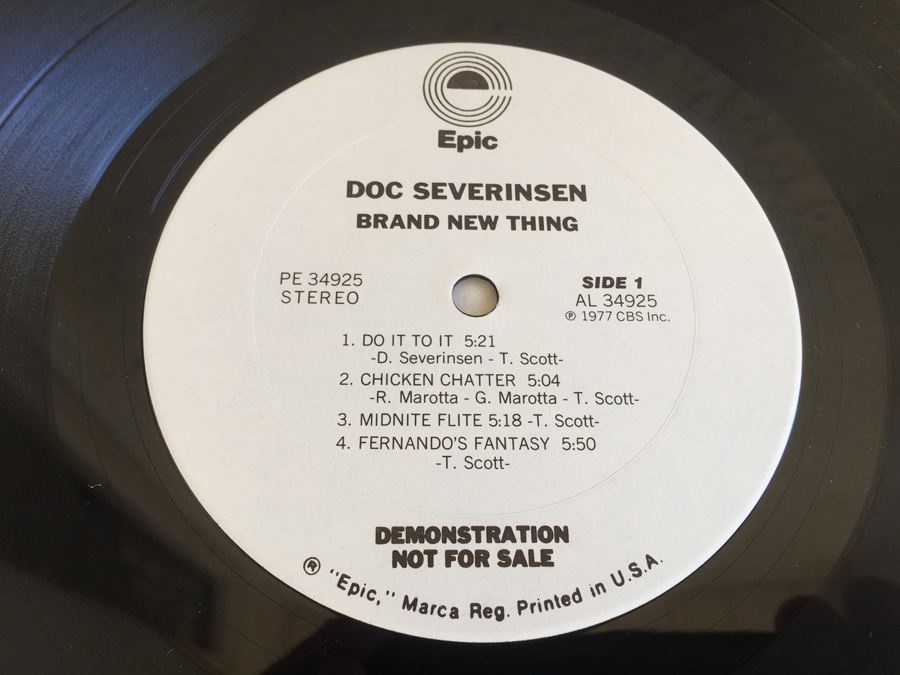 Epic
DOC SEVERINSEN
BRAND NEW THING
PE 34925
STEREO
SIDE 1
AL 34925
℗ 1977 CBS Inc.
1. DO IT TO IT 5:21
-D. Severinsen - T. Scott-
2. CHICKEN CHATTER 5:04
-R. Marotta - G. Marotta - T. Scott-
3. MIDNITE FLITE 5:18 -T. Scott-
4. FERNANDO'S FANTASY 5:50
-T. Scott-
DEMONSTRATION
NOT FOR SALE
® "Epic," Marca Reg. Printed in U.S.A.